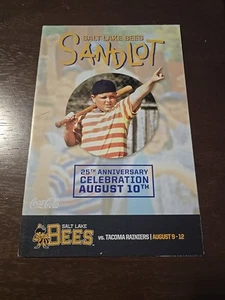 SALT LAKE BEES
SANDLOT
25TH ANNIVERSARY
CELEBRATION
AUGUST 10TH
SALT LAKE
BEES
VS. TACOMA RAINIERS | AUGUST 9 - 12